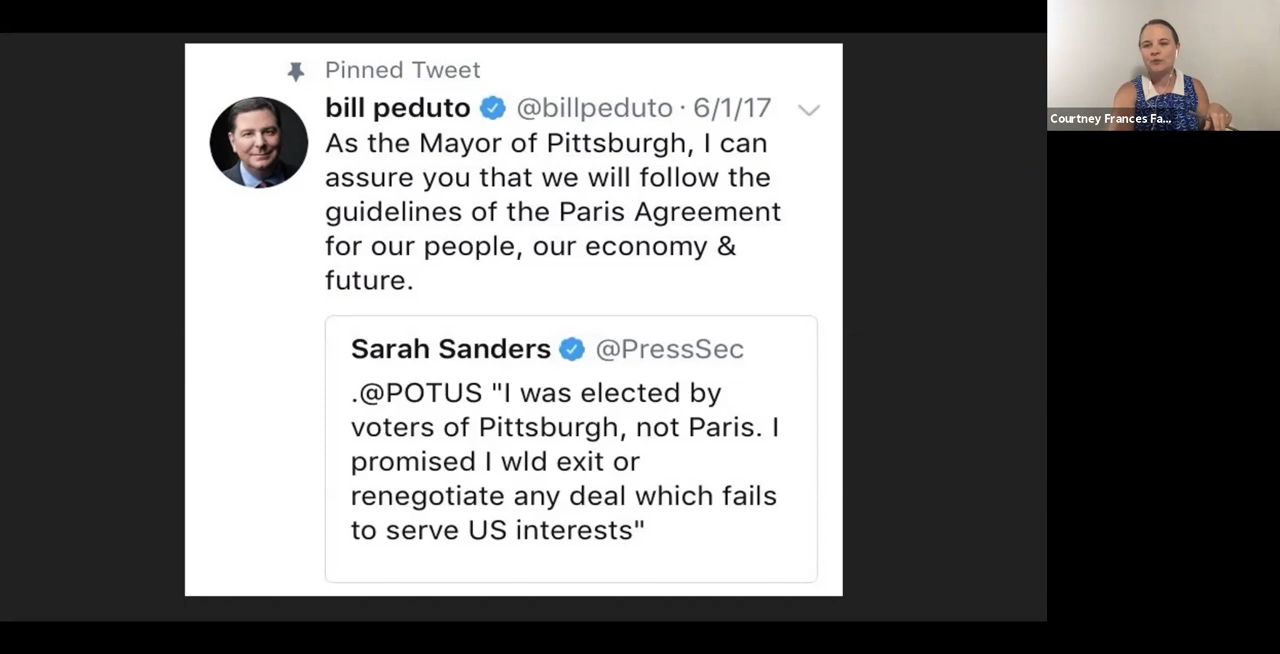 Pinned Tweet
bill peduto @billpeduto · 6/1/17
As the Mayor of Pittsburgh, I can
assure you that we will follow the
guidelines of the Paris Agreement
for our people, our economy &
future.
Sarah Sanders @PressSec
.@POTUS "I was elected by
voters of Pittsburgh, not Paris. I
promised I wld exit or
renegotiate any deal which fails
to serve US interests"
Courtney Frances Fa...